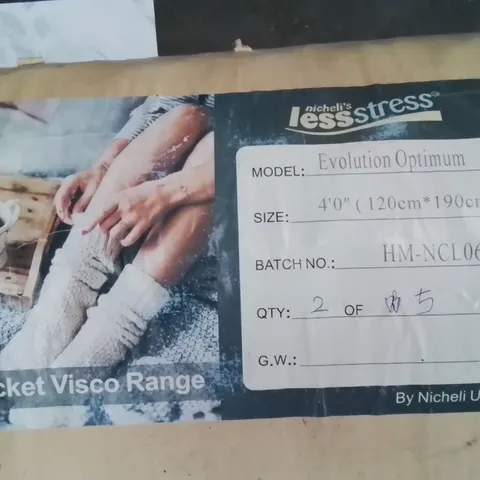 nicheli's
lessstress®
MODEL: Evolution Optimum
SIZE: 4'0" (120cm*190cm
BATCH NO.: HM-NCL06
QTY: 2 OF 5
G.W.:
cket Visco Range
By Nicheli U